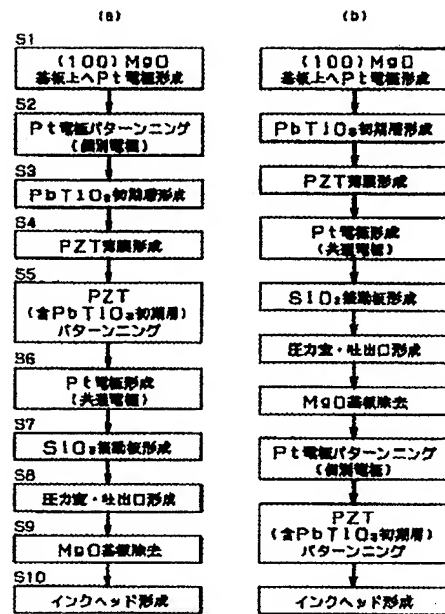 (a)
S1
(100)MgO
基板上へPt電極形成
S2
Pt電極パターンニング
(個別電極)
S3
PbTiO₃初期層形成
S4
PZT薄膜形成
S5
PZT
(含PbTiO₃初期層)
パターンニング
S6
Pt電極形成
(共通電極)
S7
SiO₂振動板形成
S8
圧力室・吐出口形成
S9
MgO基板除去
S10
インクヘッド形成
(b)
(100)MgO
基板上へPt電極形成
PbTiO₃初期層形成
PZT薄膜形成
Pt電極形成
(共通電極)
SiO₂振動板形成
圧力室・吐出口形成
MgO基板除去
Pt電極パターンニング
(個別電極)
PZT
(含PbTiO₃初期層)
パターンニング
インクヘッド形成